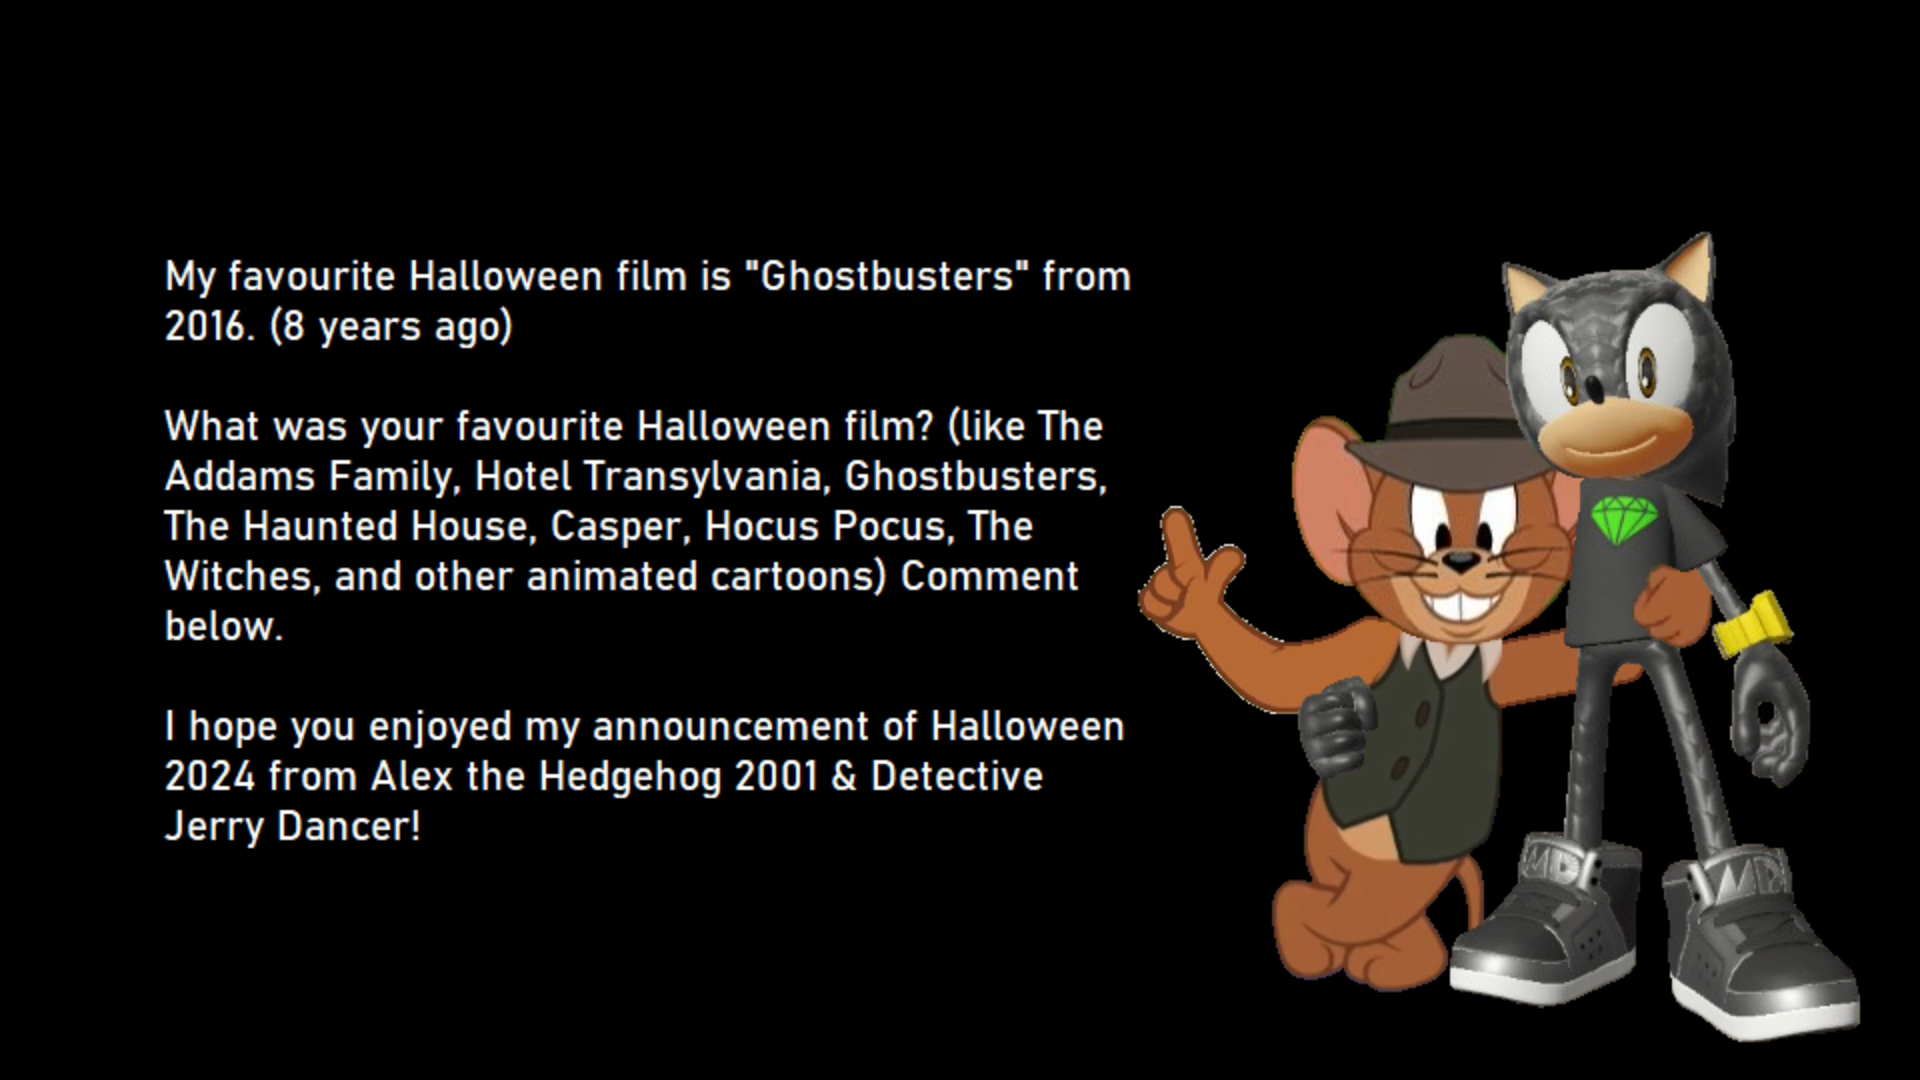 My favourite Halloween film is "Ghostbusters" from
2016. (8 years ago)
What was your favourite Halloween film? (like The
Addams Family, Hotel Transylvania, Ghostbusters,
The Haunted House, Casper, Hocus Pocus, The
Witches, and other animated cartoons) Comment
below.
I hope you enjoyed my announcement of Halloween
2024 from Alex the Hedgehog 2001 & Detective
Jerry Dancer!